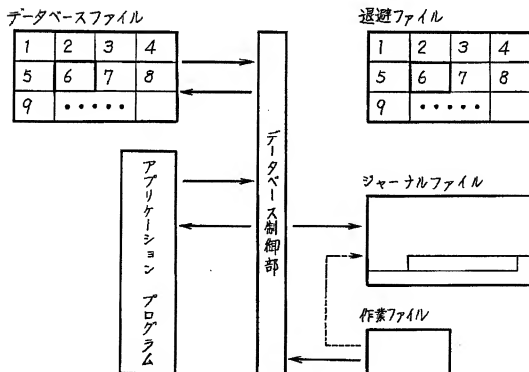 データベースファイル
1 2 3 4
5 6 7 8
9 ・・・・・
退避ファイル
1 2 3 4
5 6 7 8
9 ・・・・・
データベース制御部
アプリケーション プログラム
ジャーナルファイル
作業ファイル